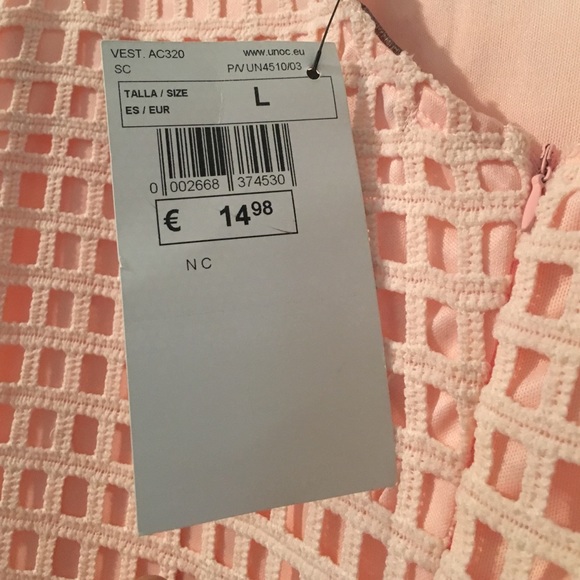 VEST. AC320 www.unoc.eu
SC P/V UN4510/03
TALLA / SIZE L
ES / EUR
0 002668 374530
€ 14 98
N C